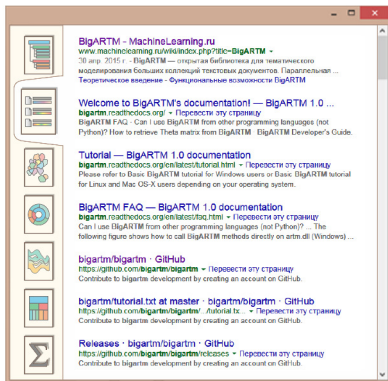 BigARTM - MachineLearning.ru
www.machinelearning.ru/wiki/index.php?title=BigARTM
30 апр. 2015 г. - BigARTM — открытая библиотека для тематического
моделирования больших коллекций текстовых документов. Параллельная ...
Теоретическое введение - Функциональные возможности BigARTM
Welcome to BigARTM's documentation! — BigARTM 1.0 ...
bigartm.readthedocs.org/ Перевести эту страницу
BigARTM FAQ · Can I use BigARTM from other programming languages (not
Python)? How to retrieve Theta matrix from BigARTM · BigARTM Developer's Guide.
Tutorial — BigARTM 1.0 documentation
bigartm.readthedocs.org/en/latest/tutorial.html Перевести эту страницу
Please refer to Basic BigARTM tutorial for Windows users or Basic BigARTM tutorial
for Linux and Mac OS-X users depending on your operating system.
BigARTM FAQ — BigARTM 1.0 documentation
bigartm.readthedocs.org/en/latest/faq.html Перевести эту страницу
Can I use BigARTM from other programming languages (not Python)? ... The
following figure shows how to call BigARTM methods directly on artm.dll (Windows) ...
bigartm/bigartm · GitHub
https://github.com/bigartm/bigartm Перевести эту страницу
Contribute to bigartm development by creating an account on GitHub.
bigartm/tutorial.txt at master · bigartm/bigartm · GitHub
https://github.com/bigartm/bigartm/.../tutorial.tx... Перевести эту страницу
Contribute to bigartm development by creating an account on GitHub.
Releases · bigartm/bigartm · GitHub
https://github.com/bigartm/bigartm/releases Перевести эту страницу
Contribute to bigartm development by creating an account on GitHub.
Σ